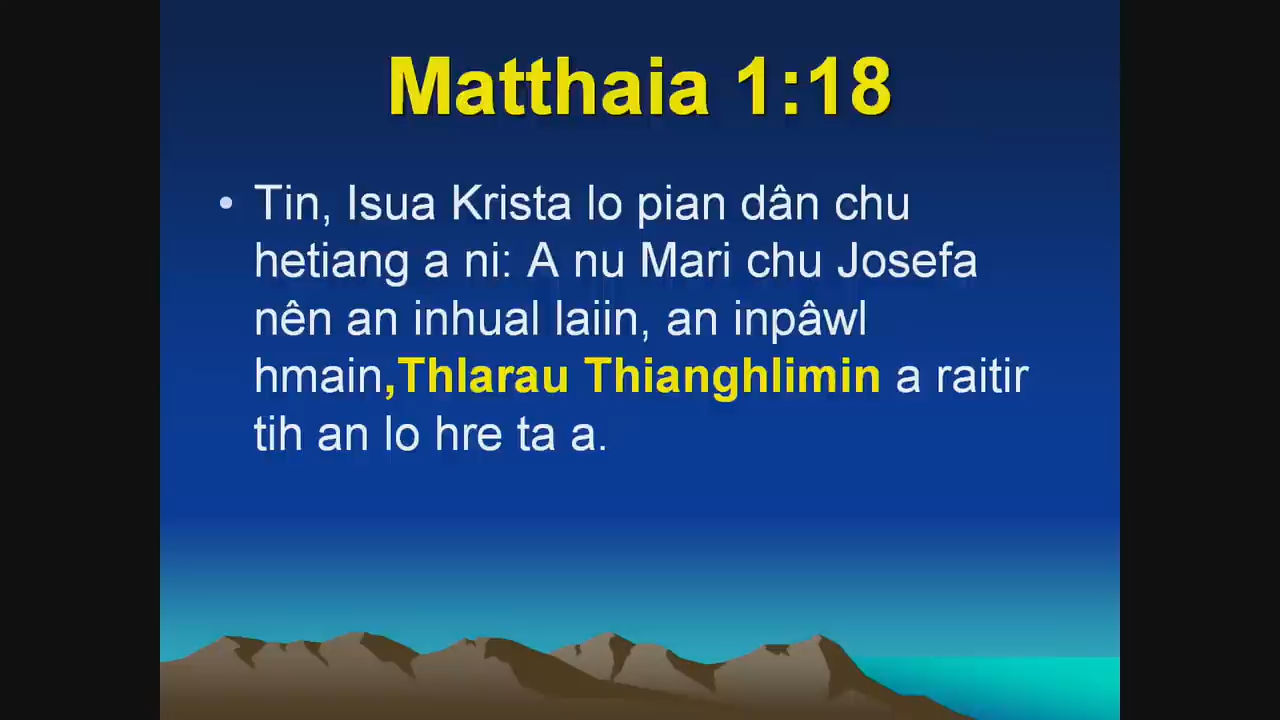 Matthaia 1:18
• Tin, Isua Krista lo pian dân chu
hetiang a ni: A nu Mari chu Josefa
nên an inhual laiin, an inpâwl
hmain,Thlarau Thianghlimin a raitir
tih an lo hre ta a.